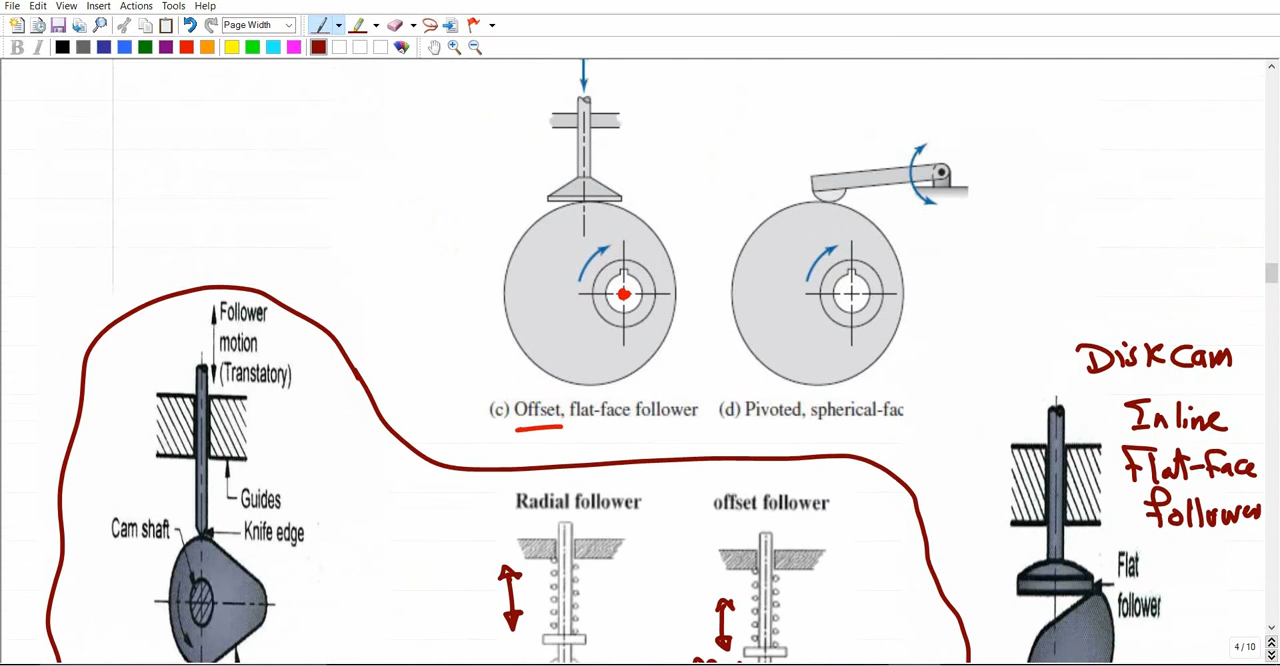 File Edit View Insert Actions Tools Help
Page Width
B I
(c) Offset, flat-face follower
(d) Pivoted, spherical-fac
Follower
motion
(Transtatory)
Guides
Cam shaft
Knife edge
Radial follower
offset follower
Disk cam
Inline
Flat-Face
follower
Flat
follower
4 / 10